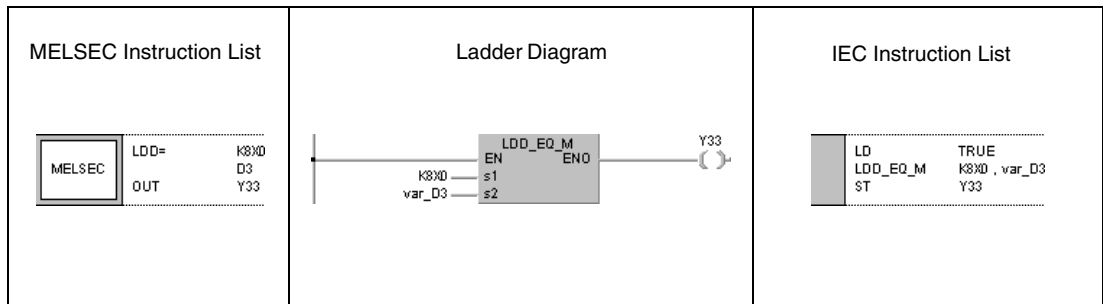 MELSEC Instruction List
MELSEC
LDD= K8X0
D3
OUT Y33
Ladder Diagram
LDD_EQ_M
EN ENO
K8X0 s1
var_D3 s2
Y33
IEC Instruction List
LD TRUE
LDD_EQ_M K8X0 , var_D3
ST Y33